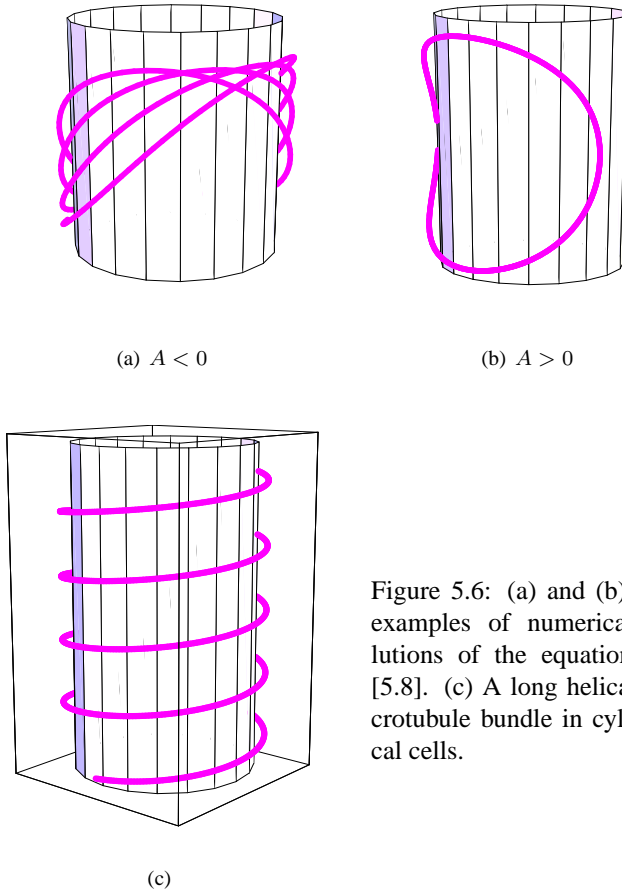 (a) A < 0
(b) A > 0
(c)
Figure 5.6: (a) and (b)
examples of numerica
lutions of the equation
[5.8]. (c) A long helica
crotubule bundle in cyl
cal cells.